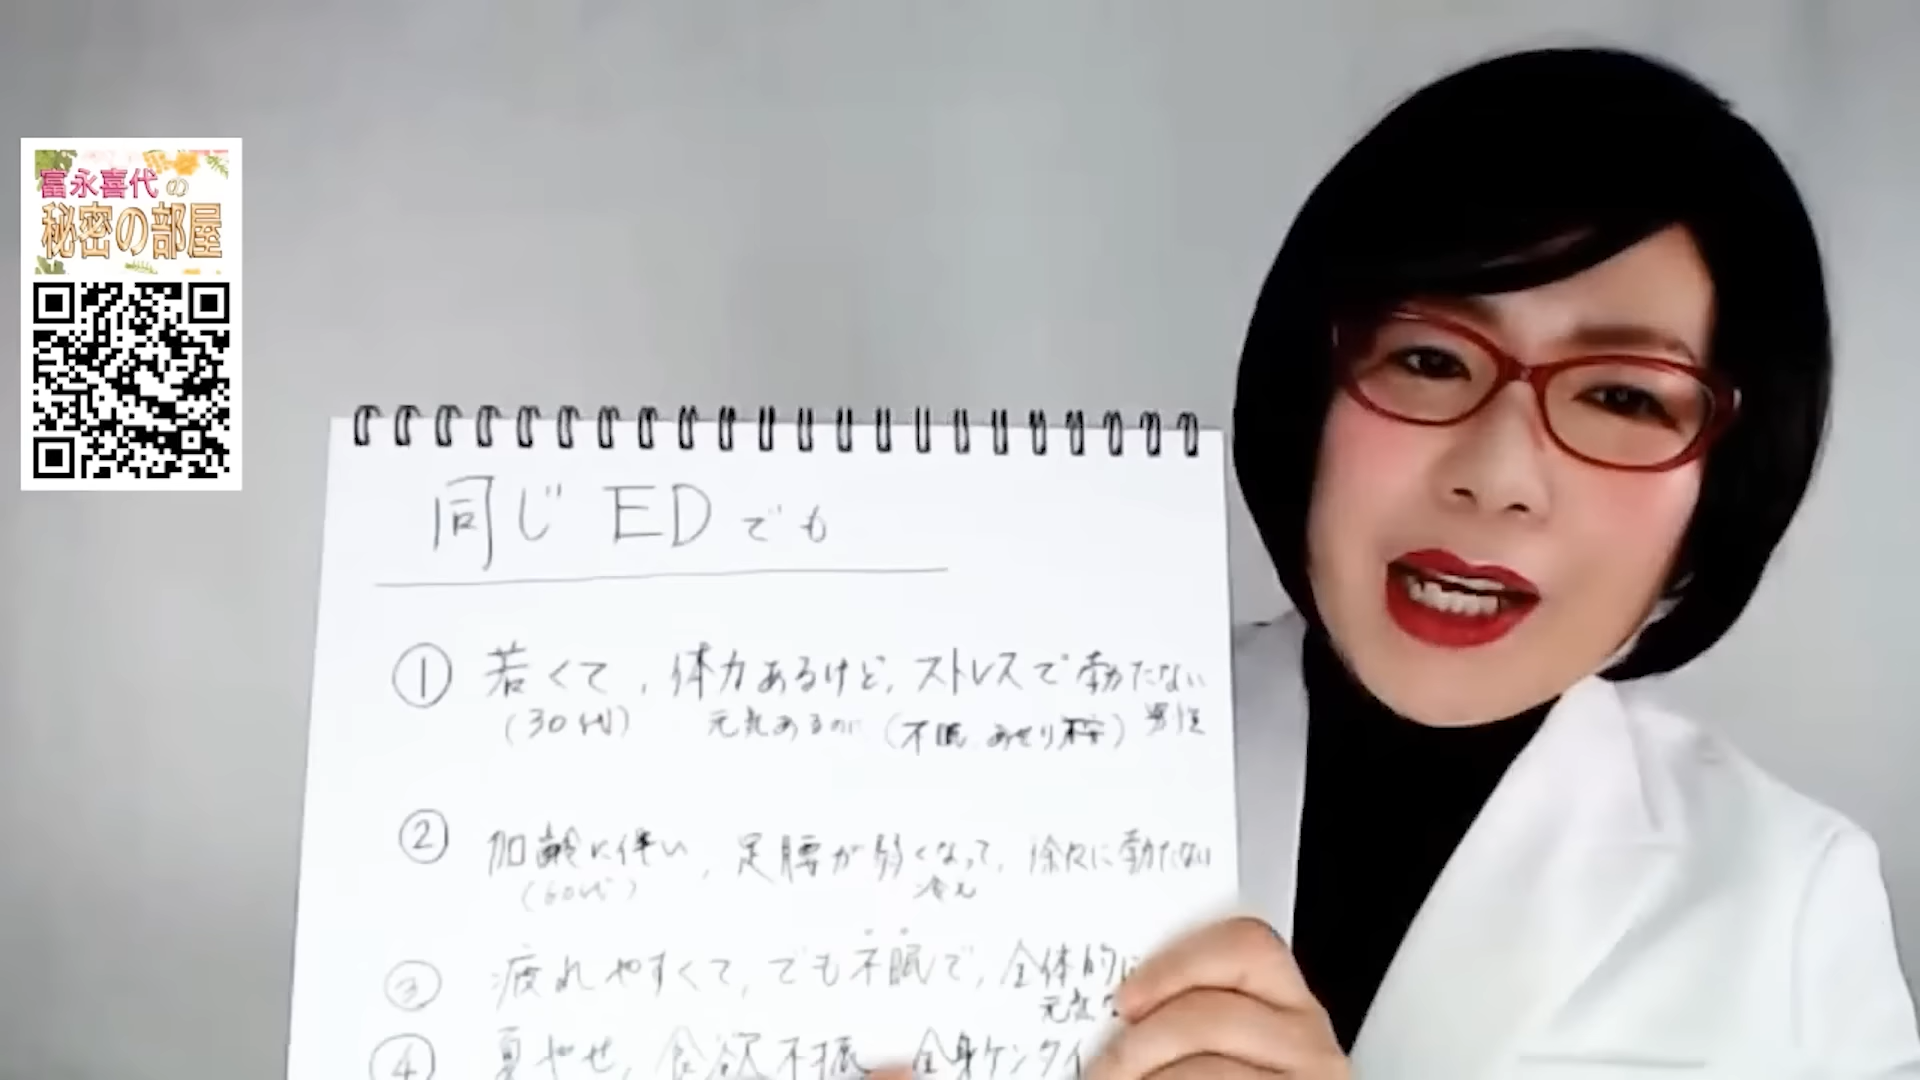 富永喜代の
秘密の部屋
同じEDでも
① 若くて、体力あるけど、ストレスで勃たない
(30代) 元気あるのに (不眠 あせり 不安) 男性
② 加齢に伴い、足腰が弱くなって、徐々に勃たない
(60代) 冷え
③ 疲れやすくて、でも不眠で、全体的に
元気
④ 夏やせ、食欲不振 全身ケンタイ